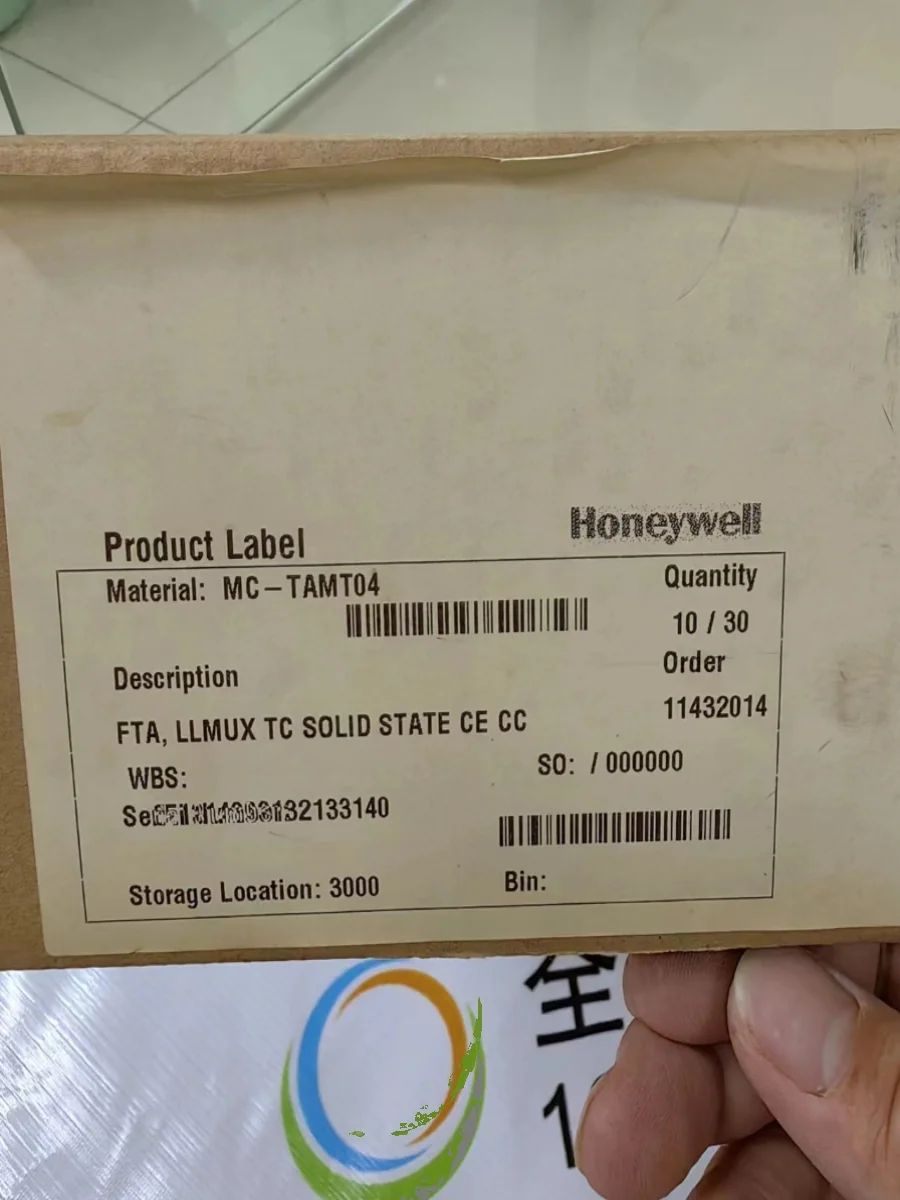 Honeywell
Product Label
Material: MC-TAMT04
Quantity
10 / 30
Description
Order
11432014
FTA, LLMUX TC SOLID STATE CE CC
WBS:
SO: / 000000
Storage Location: 3000
Bin:
全
1